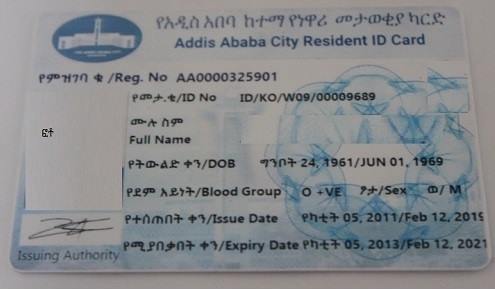 የአዲስ አበባ ከተማ የነዋሪ መታወቂያ ካርድ
Addis Ababa City Resident ID Card
የምዝገባ ቁ /Reg. No AA0000325901
የመታ.ቁ/ID No ID/KO/W09/00009689
ሙሉ ስም
Full Name
ፎቶ
የትውልድ ቀን/DOB ግንቦት 24, 1961/JUN 01, 1969
የደም አይነት/Blood Group O +VE ፆታ/Sex ወ/ M
የተሰጠበት ቀን/Issue Date የካቲት 05, 2011/Feb 12, 2019
የሚያበቃበት ቀን/Expiry Date የካቲት 05, 2013/Feb 12, 2021
Issuing Authority